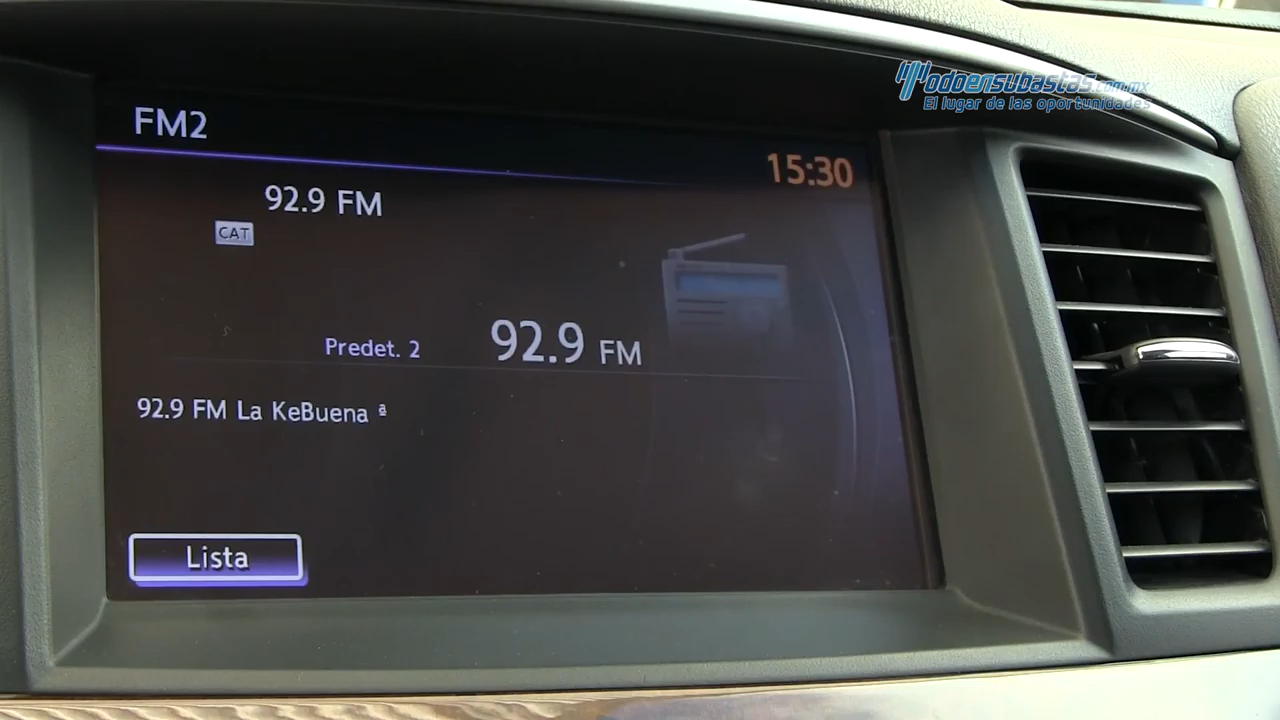 Todoensubastas.com.mx
El lugar de las oportunidades
FM2
15:30
92.9 FM
CAT
Predet. 2
92.9 FM
92.9 FM La KeBuena ª
Lista